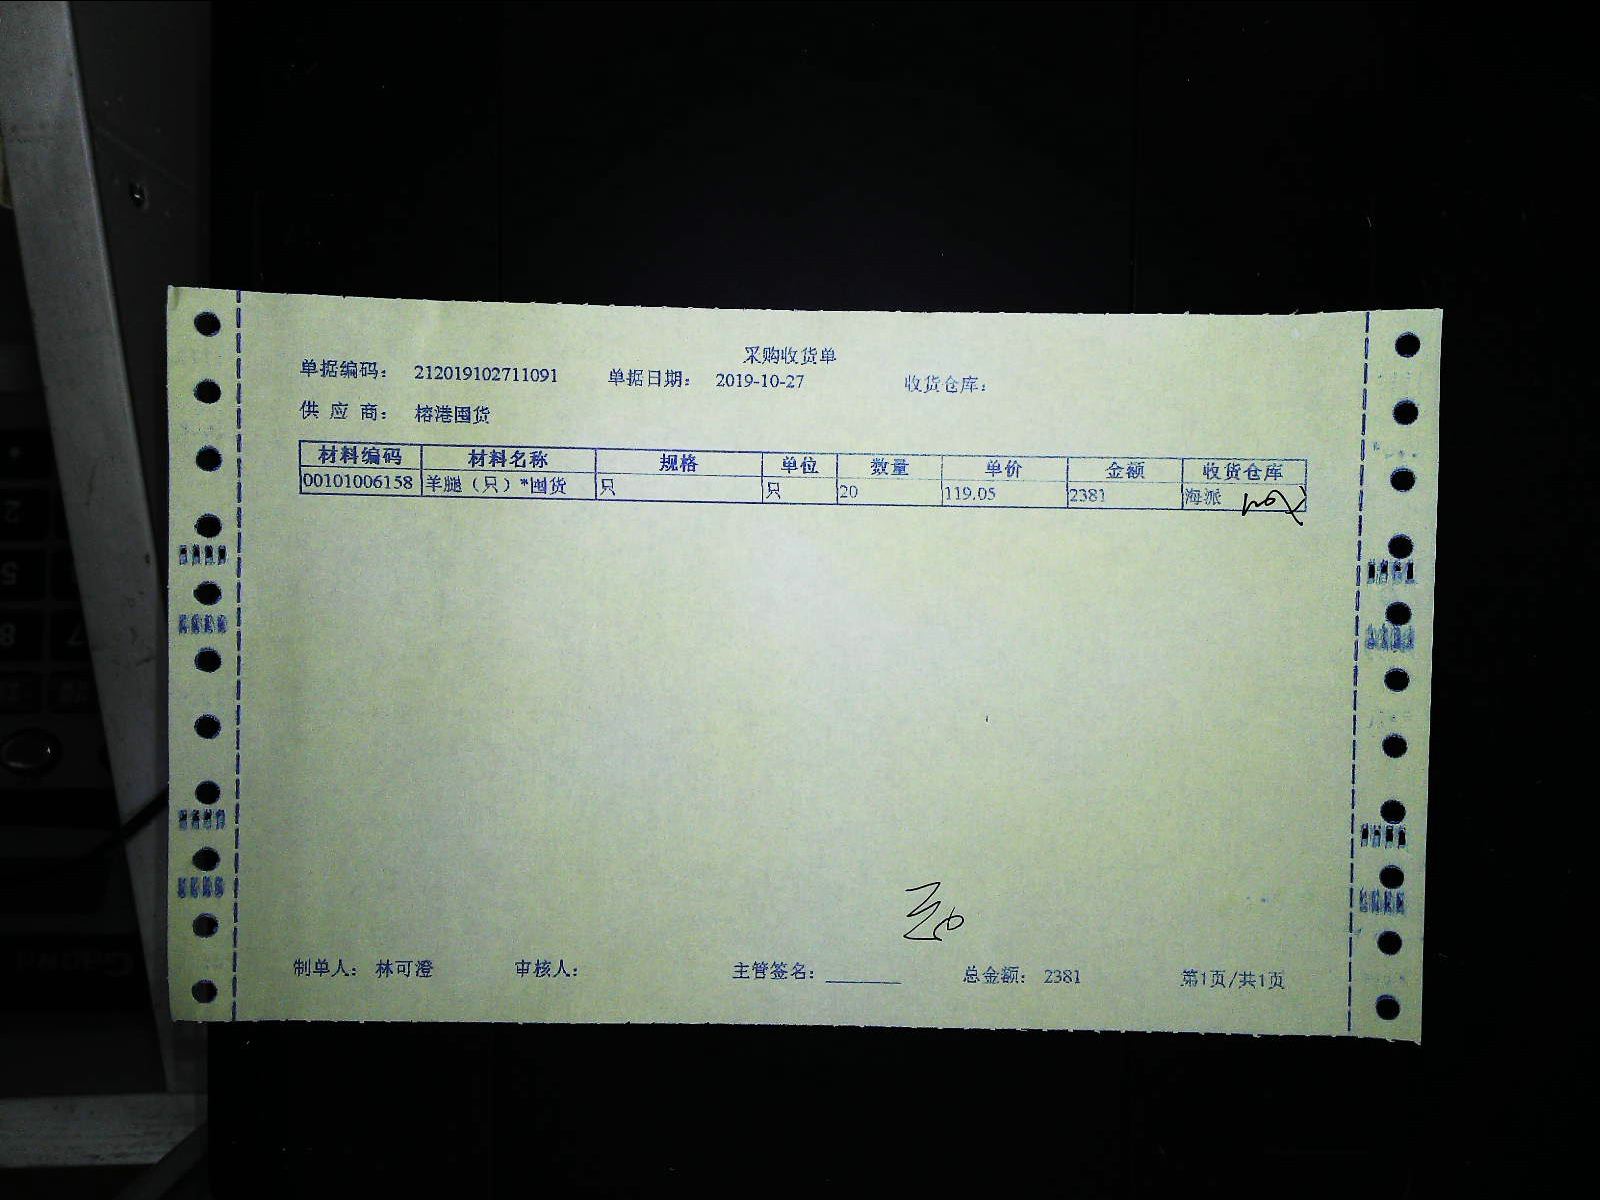 采购收货单
单据编码： 212019102711091 单据日期： 2019-10-27 收货仓库：
供 应 商： 榕港囤货
材料编码 材料名称 规格 单位 数量 单价 金额 收货仓库
00101006158 羊腿（只）*囤货 只 只 20 119.05 2381 海派
制单人： 林可澄 审核人： 主管签名：________ 总金额： 2381 第1页/共1页